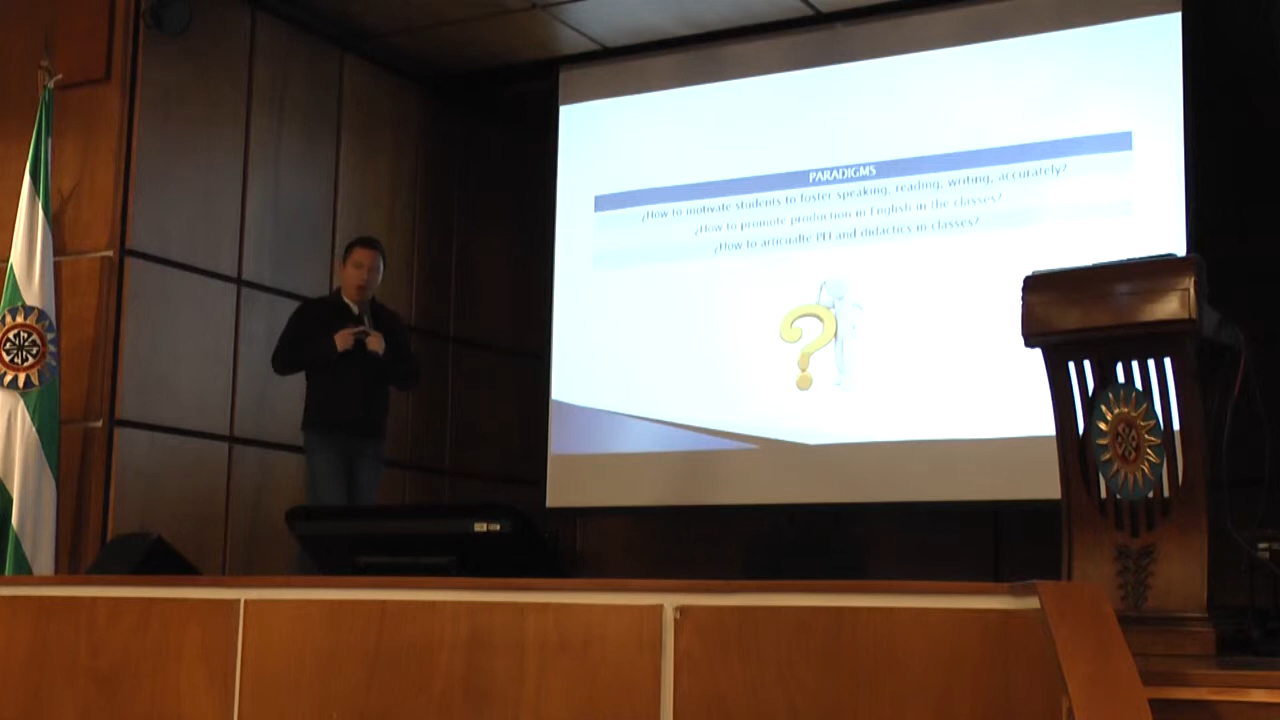 PARADIGMS
¿How to motivate students to foster speaking, reading, writing, accurately?
¿How to promote production in English in the classes?
¿How to articualte PEI and didactics in classes?